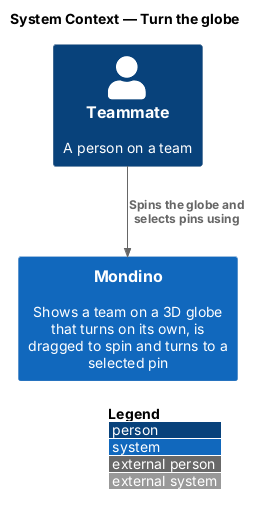 System Context — Turn the globe
Teammate
A person on a team
Spins the globe and
selects pins using
Mondino
Shows a team on a 3D globe
that turns on its own, is
dragged to spin and turns to a
selected pin
Legend
person
system
external person
external system